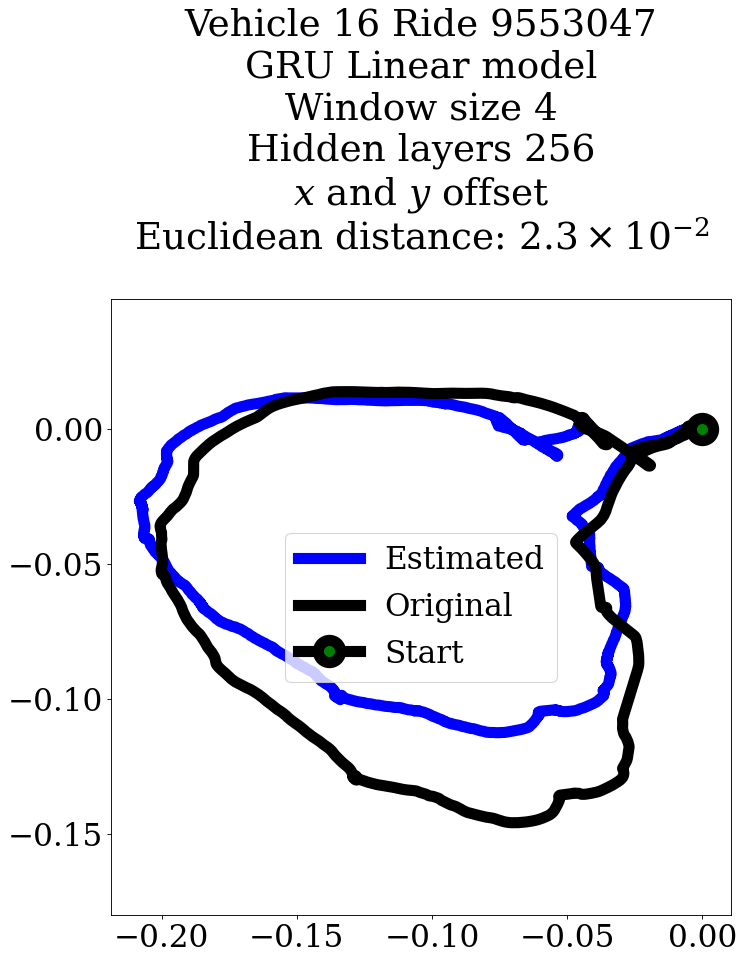 Vehicle 16 Ride 9553047
GRU Linear model
Window size 4
Hidden layers 256
x and y offset
Euclidean distance: 2.3 × 10⁻²
0.00
−0.05
−0.10
−0.15
Estimated
Original
Start
−0.20 −0.15 −0.10 −0.05 0.00